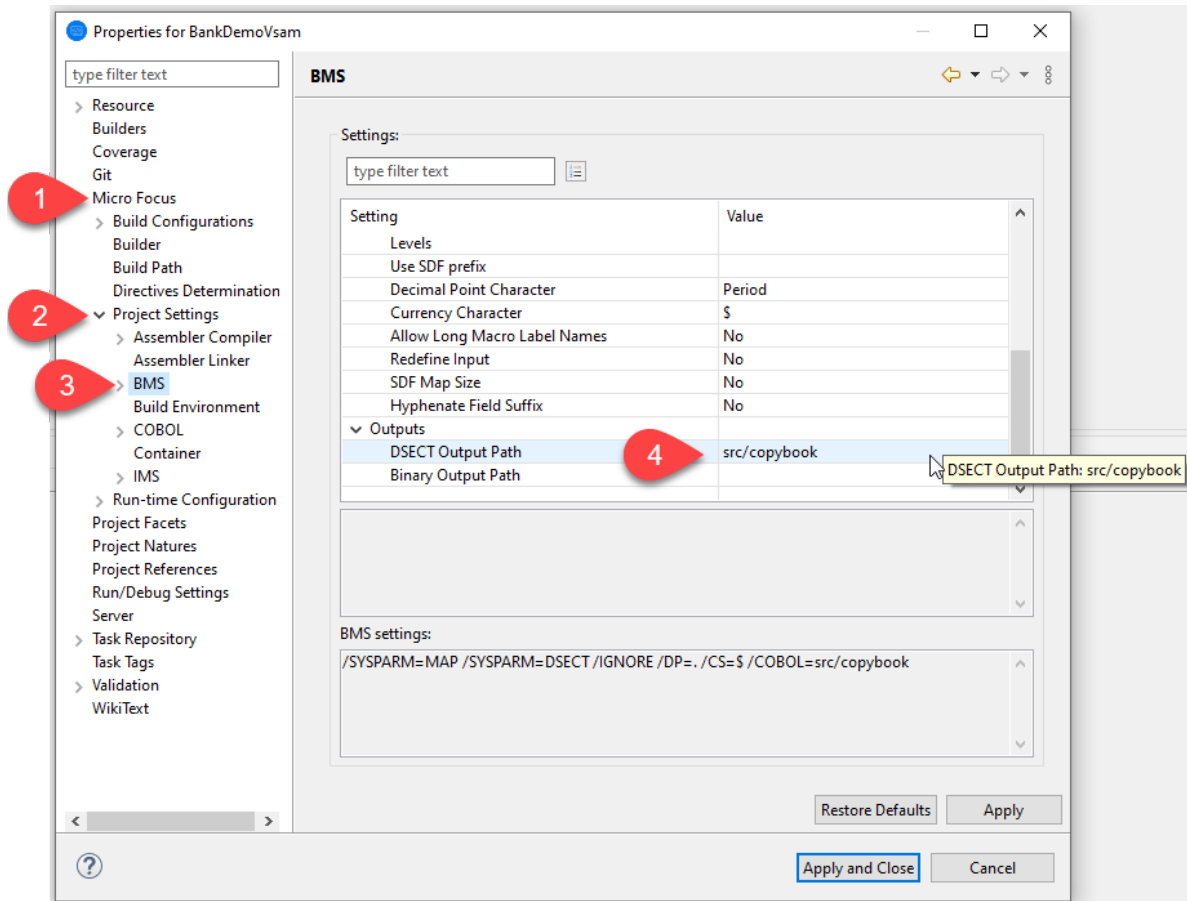 Properties for BankDemoVsam
type filter text
Resource
Builders
Coverage
Git
1
Micro Focus
Build Configurations
Builder
Build Path
Directives Determination
2
Project Settings
Assembler Compiler
Assembler Linker
3
BMS
Build Environment
COBOL
Container
IMS
Run-time Configuration
Project Facets
Project Natures
Project References
Run/Debug Settings
Server
Task Repository
Task Tags
Validation
WikiText
BMS
Settings:
type filter text
Setting Value
Levels
Use SDF prefix
Decimal Point Character Period
Currency Character $
Allow Long Macro Label Names No
Redefine Input No
SDF Map Size No
Hyphenate Field Suffix No
Outputs
DSECT Output Path 4 src/copybook
DSECT Output Path: src/copybook
Binary Output Path
BMS settings:
/SYSPARM=MAP /SYSPARM=DSECT /IGNORE /DP=. /CS=$ /COBOL=src/copybook
Restore Defaults Apply
? Apply and Close Cancel